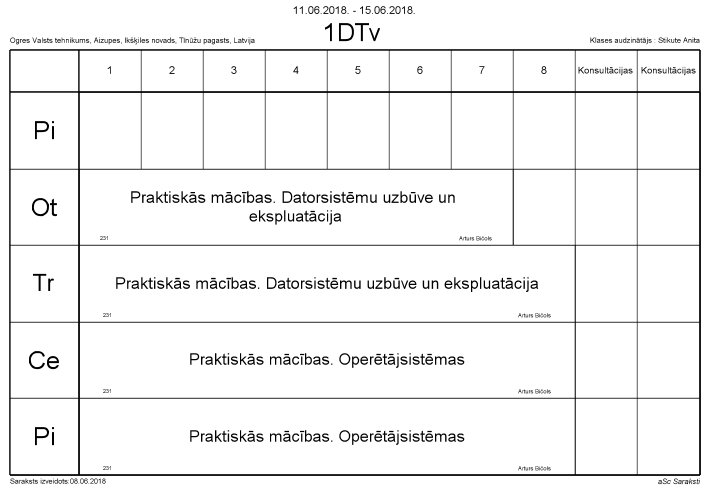 11.06.2018. - 15.06.2018.
1DTv
Ogres Valsts tehnikums, Aizupes, Ikšķiles novads, Tīnūžu pagasts, Latvija
Klases audzinātājs : Stikute Anita
1 2 3 4 5 6 7 8 Konsultācijas Konsultācijas
Pi
Ot
Praktiskās mācības. Datorsistēmu uzbūve un
ekspluatācija
231 Arturs Bičols
Tr
Praktiskās mācības. Datorsistēmu uzbūve un ekspluatācija
231 Arturs Bičols
Ce
Praktiskās mācības. Operētājsistēmas
231 Arturs Bičols
Pi
Praktiskās mācības. Operētājsistēmas
231 Arturs Bičols
Saraksts izveidots:08.06.2018
aSc Saraksti